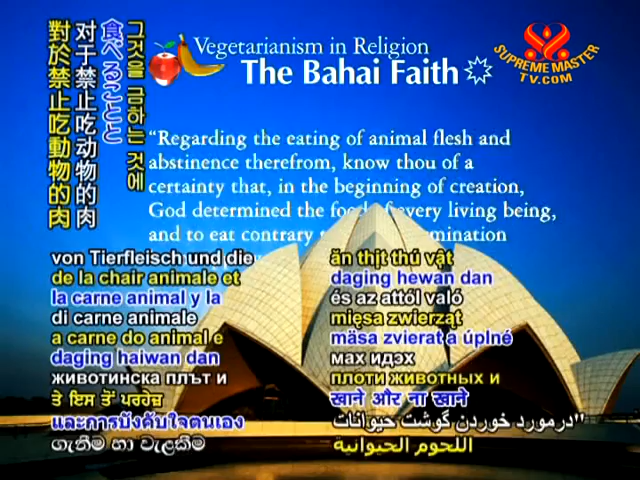 Vegetarianism in Religion
The Bahai Faith
SUPREME MASTER
TV.COM
對於禁止吃動物的肉
对于禁止吃动物的肉
食べることと
그것을 금하는 것에
"Regarding the eating of animal flesh and
abstinence therefrom, know thou of a
certainty that, in the beginning of creation,
God determined the food of every living being,
and to eat contrary
von Tierfleisch und die
de la chair animale et
la carne animal y la
di carne animale
a carne do animal e
daging haiwan dan
животинска плът и
ਤੇ ਇਸ ਤੋਂ ਪਰਹੇਜ਼
และการบังคับใจตนเอง
ăn thịt thú vật
daging hewan dan
és az attól való
mięsa zwierząt
mäsa zvierat a úplné
мах идэх
плоти животных и
खाने और ना खाने
"درمورد خوردن گوشت حیوانات
اللحوم الحيوانية